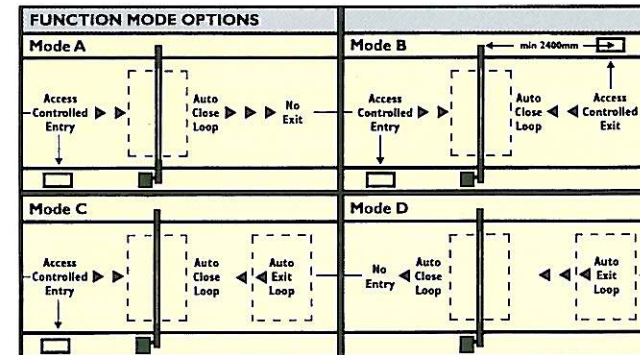 FUNCTION MODE OPTIONS
Mode A
Access
Controlled
Entry
Auto
Close
Loop
No
Exit
Mode B
min 2400mm
Access
Controlled
Entry
Auto
Close
Loop
Access
Controlled
Exit
Mode C
Access
Controlled
Entry
Auto
Close
Loop
Auto
Exit
Loop
Mode D
No
Entry
Auto
Close
Loop
Auto
Exit
Loop